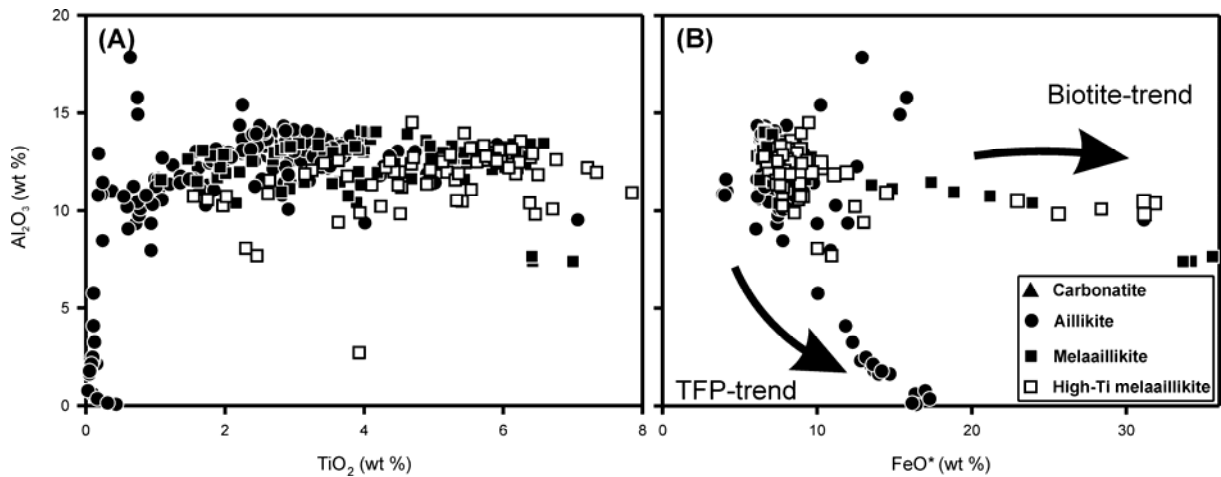 (A)
(B)
Al₂O₃ (wt %)
20
15
10
5
0
0 2 4 6 8
TiO₂ (wt %)
Biotite-trend
TFP-trend
Carbonatite
Aillikite
Melaaillikite
High-Ti melaaillikite
0 10 20 30
FeO* (wt %)